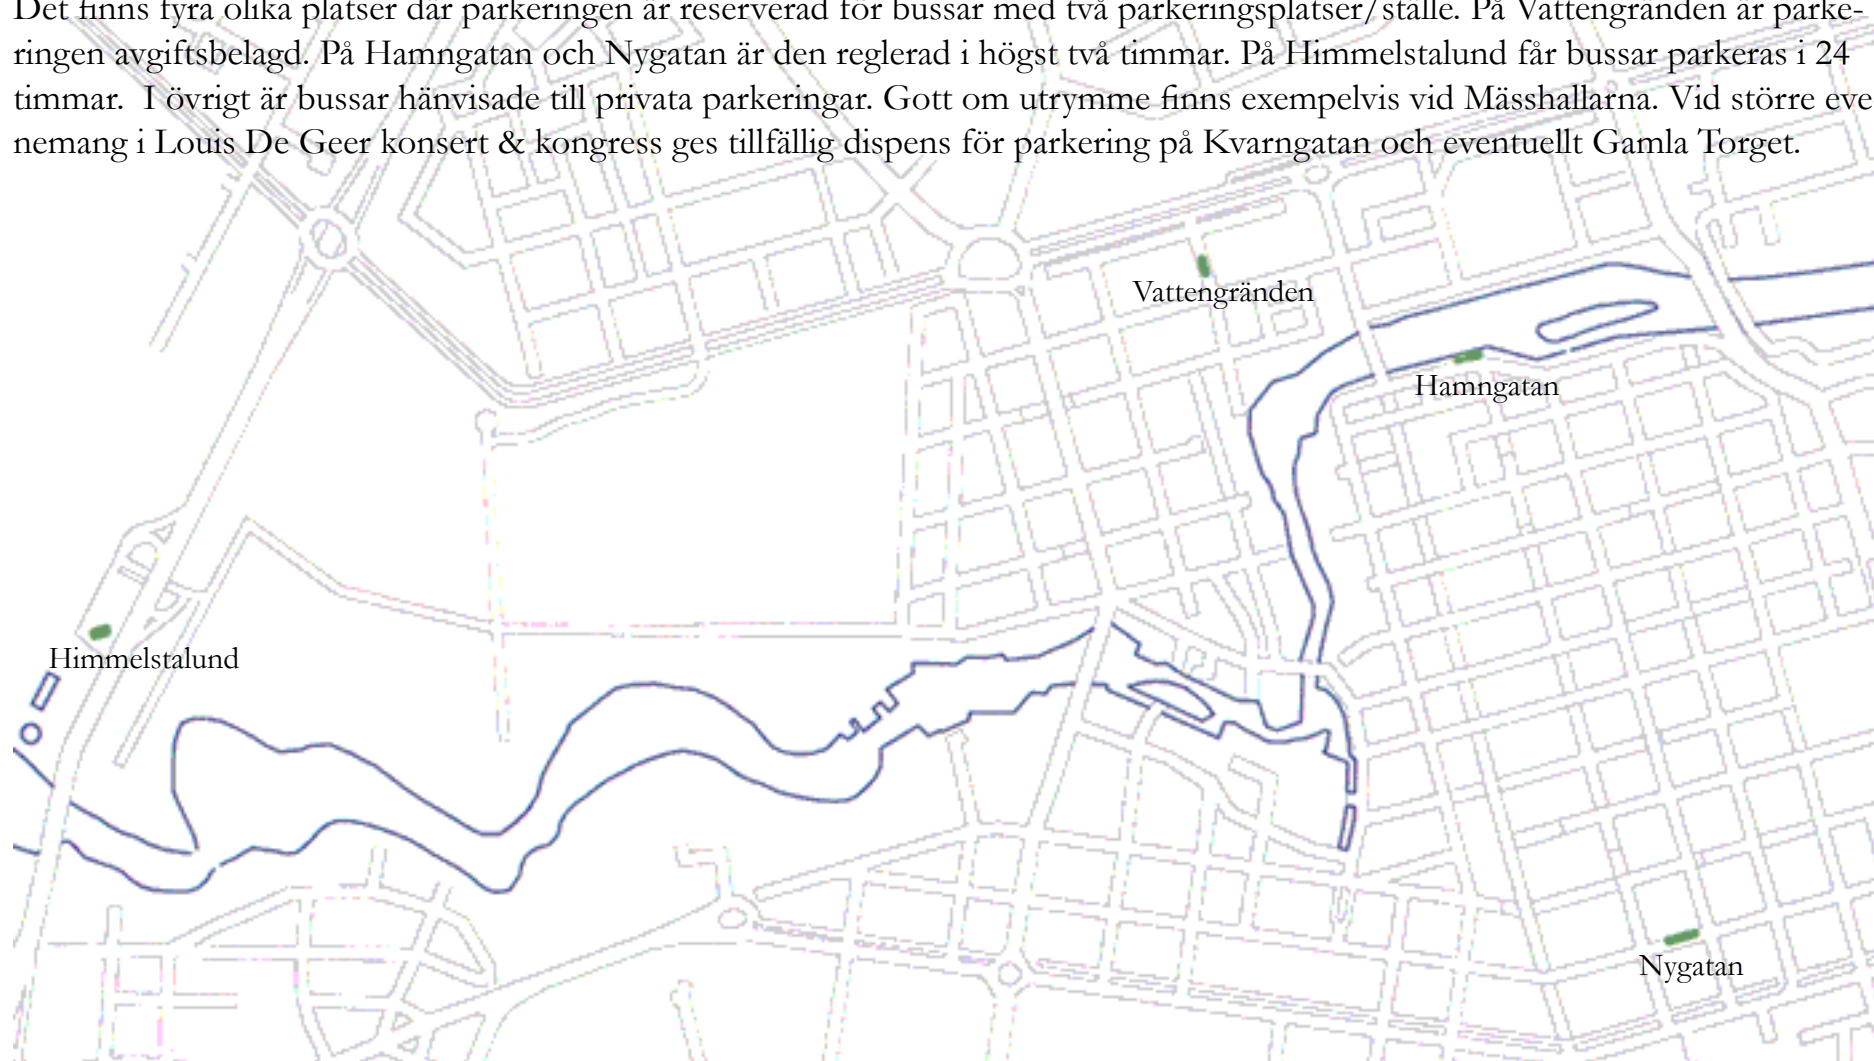 Det finns fyra olika platser där parkeringen är reserverad för bussar med två parkeringsplatser/ställe. På Vattengränden är parke-
ringen avgiftsbelagd. På Hamngatan och Nygatan är den reglerad i högst två timmar. På Himmelstalund får bussar parkeras i 24
timmar. I övrigt är bussar hänvisade till privata parkeringar. Gott om utrymme finns exempelvis vid Mässhallarna. Vid större eve
nemang i Louis De Geer konsert & kongress ges tillfällig dispens för parkering på Kvarngatan och eventuellt Gamla Torget.
Vattengränden
Hamngatan
Himmelstalund
Nygatan